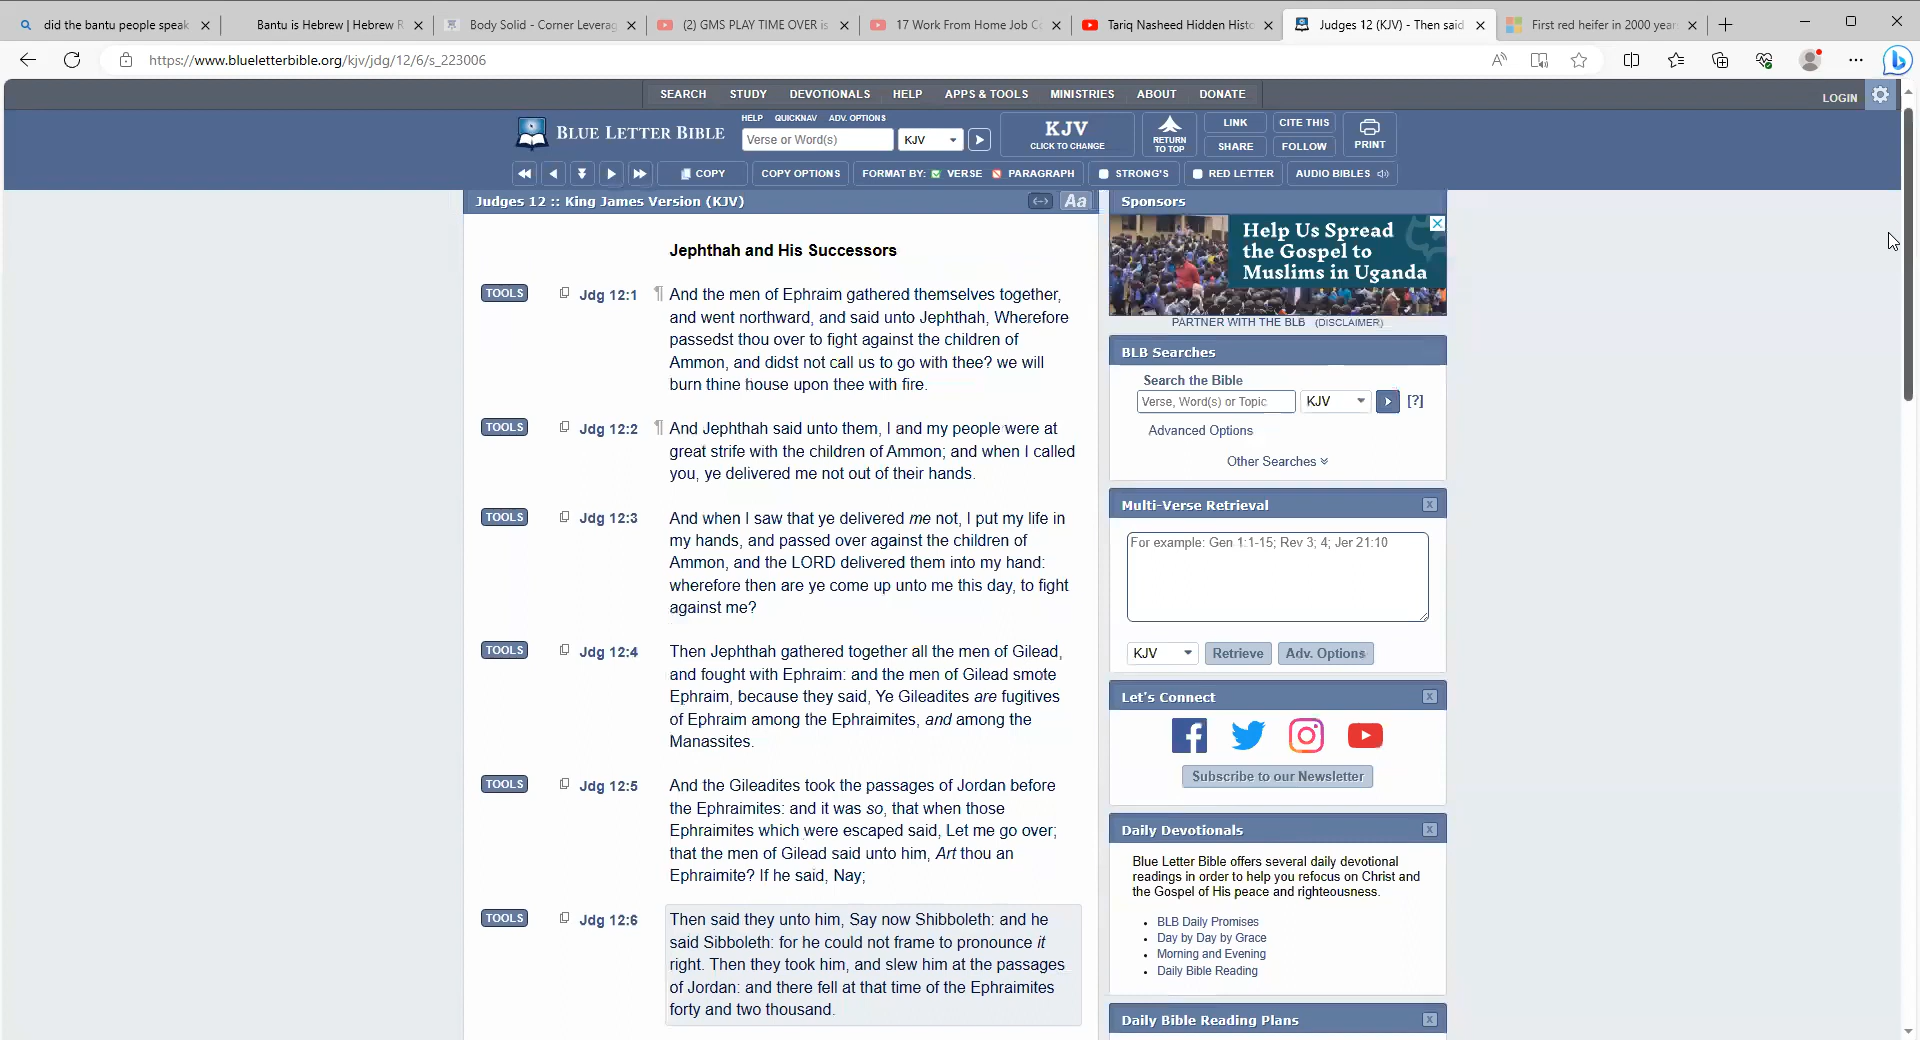 did the bantu people speak
Bantu is Hebrew | Hebrew R
Body Solid - Corner Leverag
(2) GMS PLAY TIME OVER is
17 Work From Home Job C
Tariq Nasheed Hidden Histo
Judges 12 (KJV) - Then said
First red heifer in 2000 year
https://www.blueletterbible.org/kjv/jdg/12/6/s_223006
SEARCH STUDY DEVOTIONALS HELP APPS & TOOLS MINISTRIES ABOUT DONATE
LOGIN
BLUE LETTER BIBLE
HELP QUICKNAV ADV. OPTIONS
Verse or Word(s) KJV
KJV
CLICK TO CHANGE
RETURN
TO TOP
LINK CITE THIS
SHARE FOLLOW
PRINT
COPY COPY OPTIONS FORMAT BY: VERSE PARAGRAPH STRONG'S RED LETTER AUDIO BIBLES
Judges 12 :: King James Version (KJV)
Aa
Jephthah and His Successors
TOOLS Jdg 12:1 ¶ And the men of Ephraim gathered themselves together,
and went northward, and said unto Jephthah, Wherefore
passedst thou over to fight against the children of
Ammon, and didst not call us to go with thee? we will
burn thine house upon thee with fire.
TOOLS Jdg 12:2 ¶ And Jephthah said unto them, I and my people were at
great strife with the children of Ammon; and when I called
you, ye delivered me not out of their hands.
TOOLS Jdg 12:3 And when I saw that ye delivered me not, I put my life in
my hands, and passed over against the children of
Ammon, and the LORD delivered them into my hand:
wherefore then are ye come up unto me this day, to fight
against me?
TOOLS Jdg 12:4 Then Jephthah gathered together all the men of Gilead,
and fought with Ephraim: and the men of Gilead smote
Ephraim, because they said, Ye Gileadites are fugitives
of Ephraim among the Ephraimites, and among the
Manassites.
TOOLS Jdg 12:5 And the Gileadites took the passages of Jordan before
the Ephraimites: and it was so, that when those
Ephraimites which were escaped said, Let me go over;
that the men of Gilead said unto him, Art thou an
Ephraimite? If he said, Nay;
TOOLS Jdg 12:6 Then said they unto him, Say now Shibboleth: and he
said Sibboleth: for he could not frame to pronounce it
right. Then they took him, and slew him at the passages
of Jordan: and there fell at that time of the Ephraimites
forty and two thousand.
Sponsors
Help Us Spread
the Gospel to
Muslims in Uganda
PARTNER WITH THE BLB (DISCLAIMER)
BLB Searches
Search the Bible
Verse, Word(s) or Topic KJV [?]
Advanced Options
Other Searches
Multi-Verse Retrieval
For example: Gen 1:1-15; Rev 3; 4; Jer 21:10
KJV Retrieve Adv. Options
Let's Connect
Subscribe to our Newsletter
Daily Devotionals
Blue Letter Bible offers several daily devotional
readings in order to help you refocus on Christ and
the Gospel of His peace and righteousness.
BLB Daily Promises
Day by Day by Grace
Morning and Evening
Daily Bible Reading
Daily Bible Reading Plans